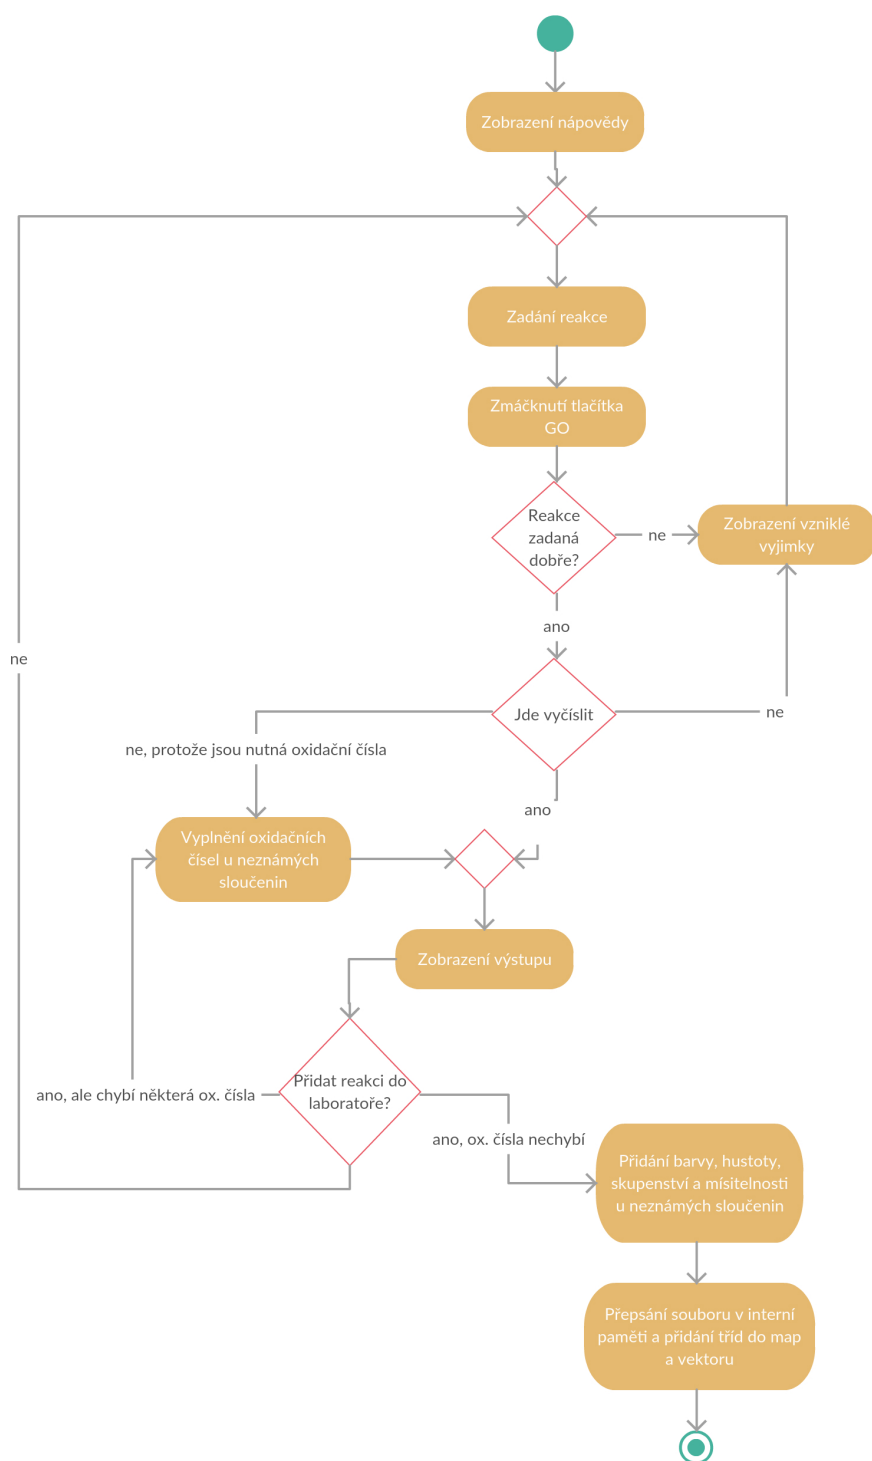 Zobrazení nápovědy
Zadání reakce
Zmáčknutí tlačítka
GO
Reakce
zadaná
dobře?
ne
Zobrazení vzniklé
vyjimky
ano
ne
Jde vyčíslit
ne
ne, protože jsou nutná oxidační čísla
ano
Vyplnění oxidačních
čísel u neznámých
sloučenin
Zobrazení výstupu
Přidat reakci do
laboratoře?
ano, ale chybí některá ox. čísla
ano, ox. čísla nechybí
Přidání barvy, hustoty,
skupenství a mísitelnosti
u neznámých sloučenin
Přepsání souboru v interní
paměti a přidání tříd do map
a vektoru